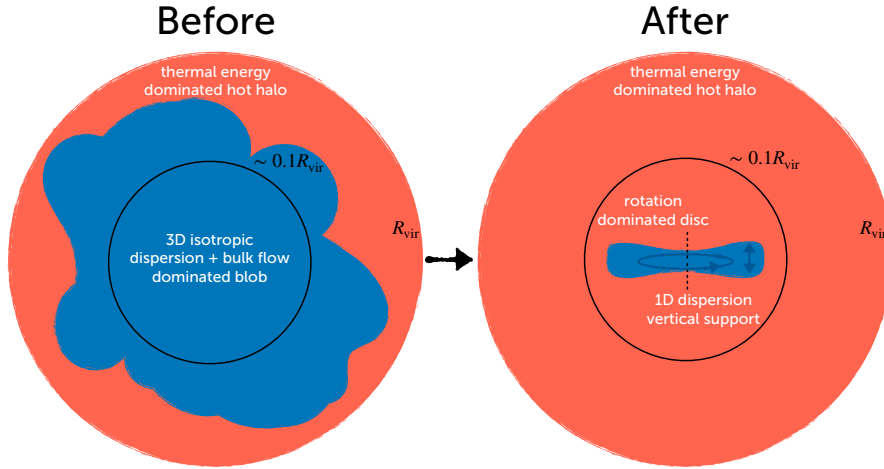 Before
thermal energy
dominated hot halo
~ 0.1R_vir
R_vir
3D isotropic
dispersion + bulk flow
dominated blob
After
thermal energy
dominated hot halo
~ 0.1R_vir
rotation
dominated disc
R_vir
1D dispersion
vertical support